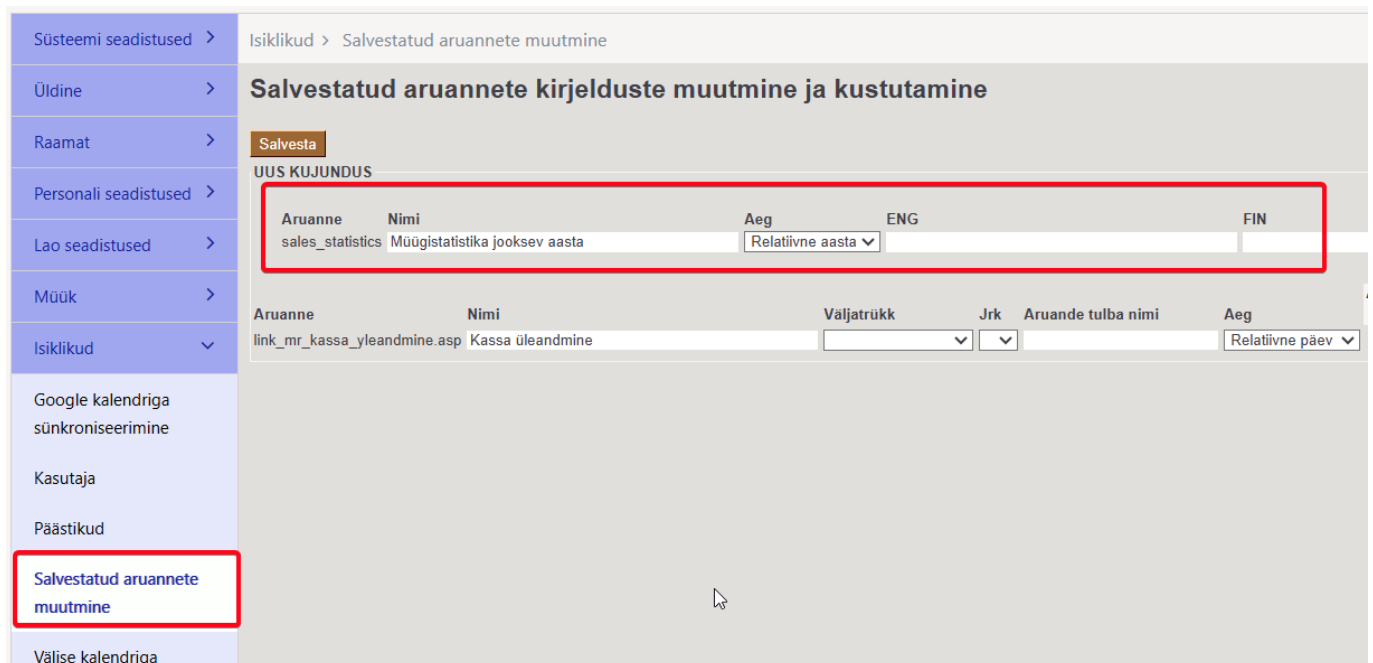 Süsteemi seadistused
Üldine
Raamat
Personali seadistused
Lao seadistused
Müük
Isiklikud
Google kalendriga
sünkroniseerimine
Kasutaja
Päästikud
Salvestatud aruannete
muutmine
Välise kalendriga
Isiklikud > Salvestatud aruannete muutmine
Salvestatud aruannete kirjelduste muutmine ja kustutamine
Salvesta
UUS KUJUNDUS
Aruanne Nimi Aeg ENG FIN
sales_statistics Müügistatistika jooksev aasta Relatiivne aasta
Aruanne Nimi Väljatrükk Jrk Aruande tulba nimi Aeg
link_mr_kassa_yleandmine.asp Kassa üleandmine Relatiivne päev